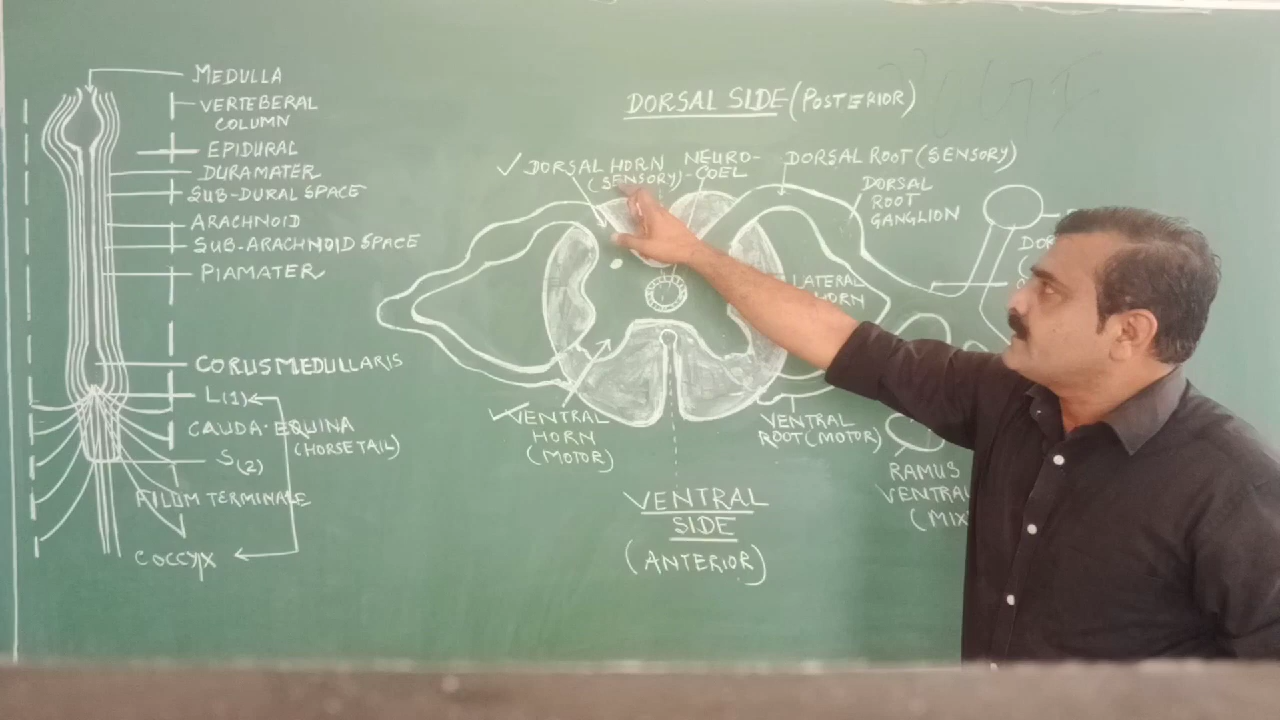 MEDULLA
VERTEBERAL
COLUMN
EPIDURAL
DURAMATER
SUB-DURAL SPACE
ARACHNOID
SUB-ARACHNOID SPACE
PIAMATER
CORUSMEDULLARIS
L(1)
CAUDA-EQUINA
(HORSETAIL)
S(2)
FILUM TERMINALE
COCCYX
DORSAL SIDE (POSTERIOR)
DORSAL HORN
(SENSORY)
NEURO-
-COEL
DORSAL ROOT (SENSORY)
DORSAL
ROOT
GANGLION
LATERAL
HORN
VENTRAL
HORN
(MOTOR)
VENTRAL
ROOT (MOTOR)
RAMUS
VENTRAL
(MIX
VENTRAL
SIDE
(ANTERIOR)